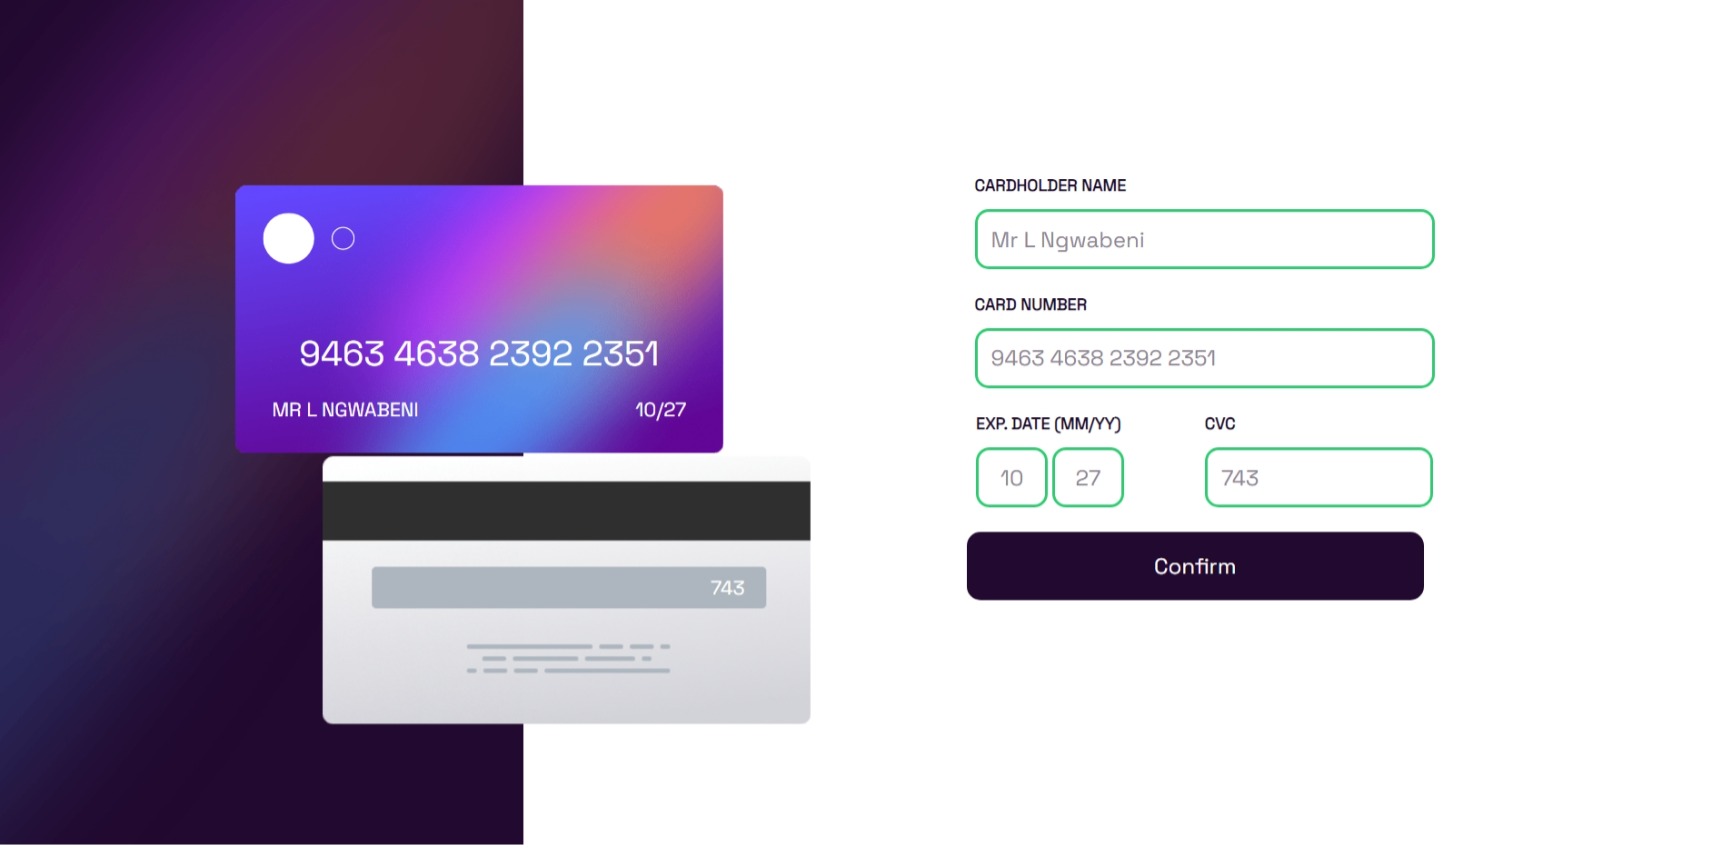 9463 4638 2392 2351
MR L NGWABENI 10/27
743
CARDHOLDER NAME
Mr L Ngwabeni
CARD NUMBER
9463 4638 2392 2351
EXP. DATE (MM/YY) CVC
10 27 743
Confirm